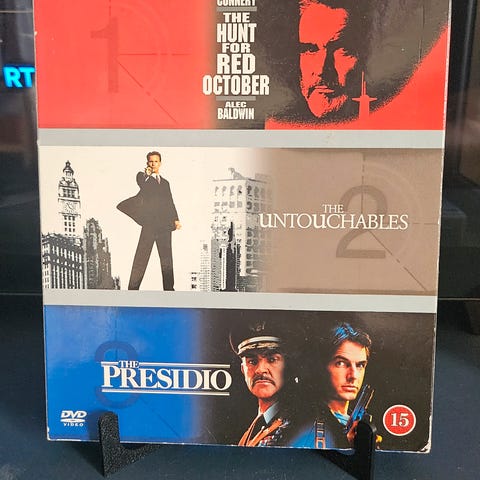 CONNERY
THE
HUNT
FOR
RED
OCTOBER
ALEC
BALDWIN
1
RT
THE
UNTOUCHABLES
2
3
THE
PRESIDIO
DVD
VIDEO
15